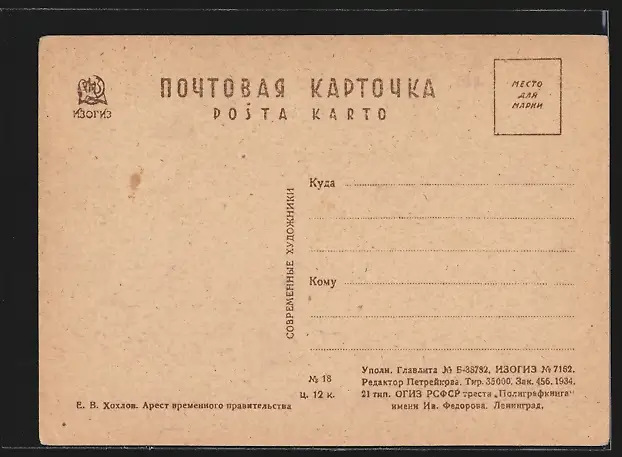 ИЗОГИЗ
ПОЧТОВАЯ КАРТОЧКА
POŜTA KARTO
МЕСТО
ДЛЯ
МАРКИ
Куда
Кому
СОВРЕМЕННЫЕ ХУДОЖНИКИ
№ 18
ц. 12 к.
Е. В. Хохлов. Арест временного правительства
Уполн. Главлита № Б-38782, ИЗОГИЗ № 7162.
Редактор Петрейкова. Тир. 35000. Зак. 456. 1934.
21 тип. ОГИЗ РСФСР треста „Полиграфкнига“
имени Ив. Федорова. Ленинград.